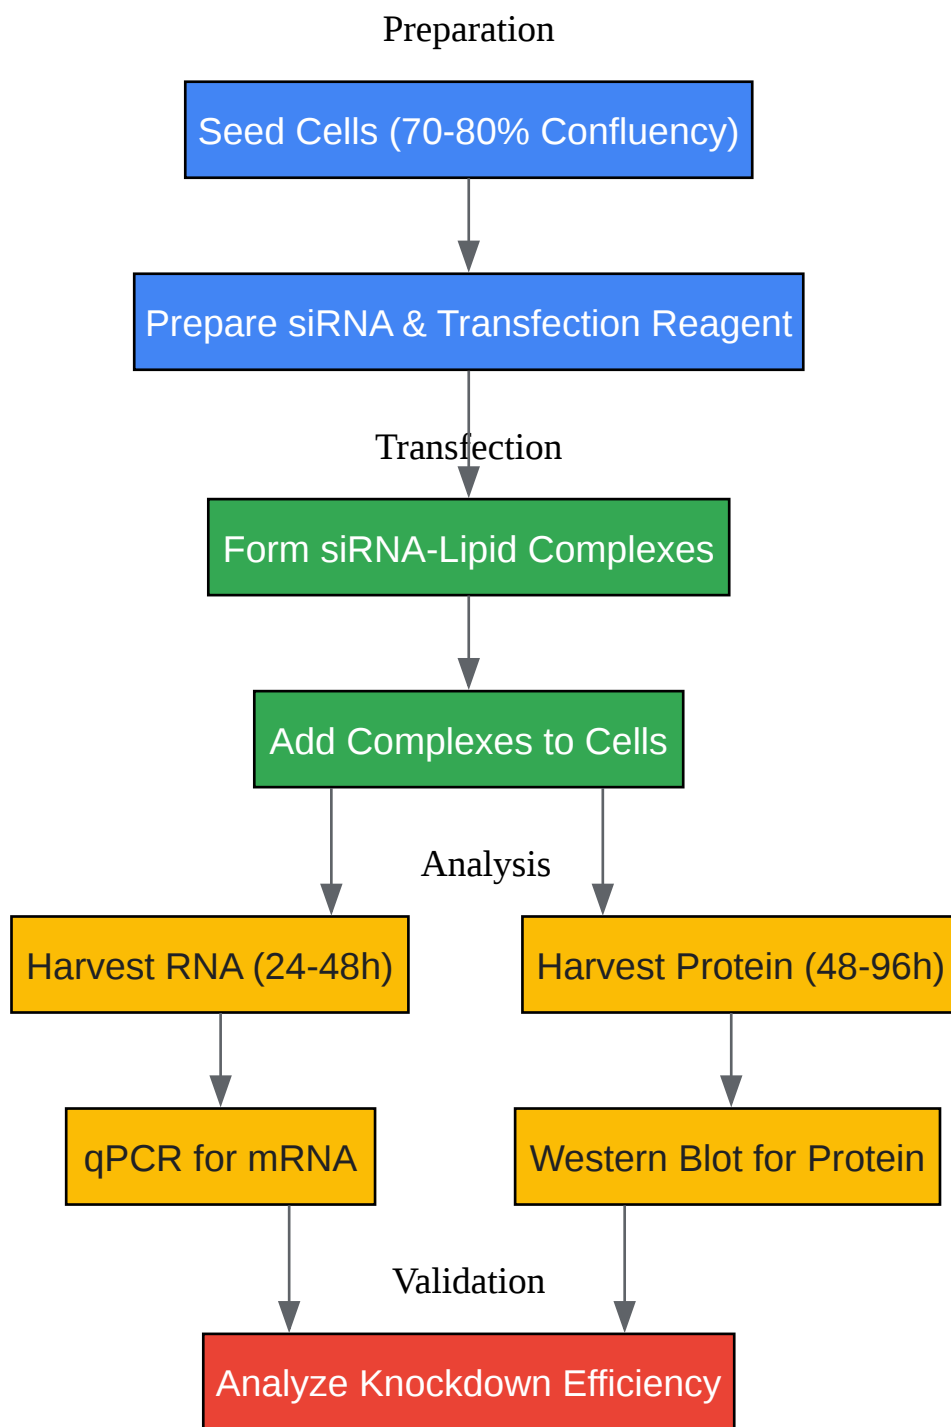 Preparation
Seed Cells (70-80% Confluency)
Prepare siRNA & Transfection Reagent
Transfection
Form siRNA-Lipid Complexes
Add Complexes to Cells
Analysis
Harvest RNA (24-48h)
Harvest Protein (48-96h)
qPCR for mRNA
Western Blot for Protein
Validation
Analyze Knockdown Efficiency